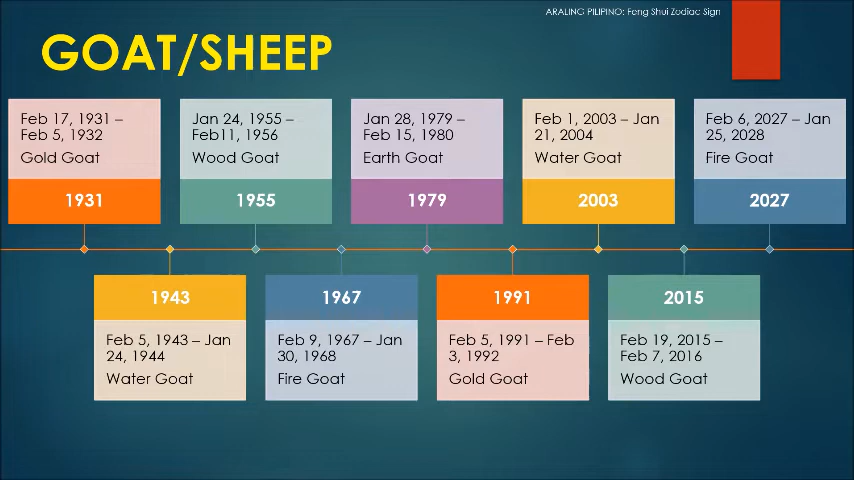 ARALING PILIPINO: Feng Shui Zodiac Sign
GOAT/SHEEP
Feb 17, 1931 –
Feb 5, 1932
Gold Goat
1931
Jan 24, 1955 –
Feb11, 1956
Wood Goat
1955
Jan 28, 1979 –
Feb 15, 1980
Earth Goat
1979
Feb 1, 2003 – Jan
21, 2004
Water Goat
2003
Feb 6, 2027 – Jan
25, 2028
Fire Goat
2027
1943
Feb 5, 1943 – Jan
24, 1944
Water Goat
1967
Feb 9, 1967 – Jan
30, 1968
Fire Goat
1991
Feb 5, 1991 – Feb
3, 1992
Gold Goat
2015
Feb 19, 2015 –
Feb 7, 2016
Wood Goat